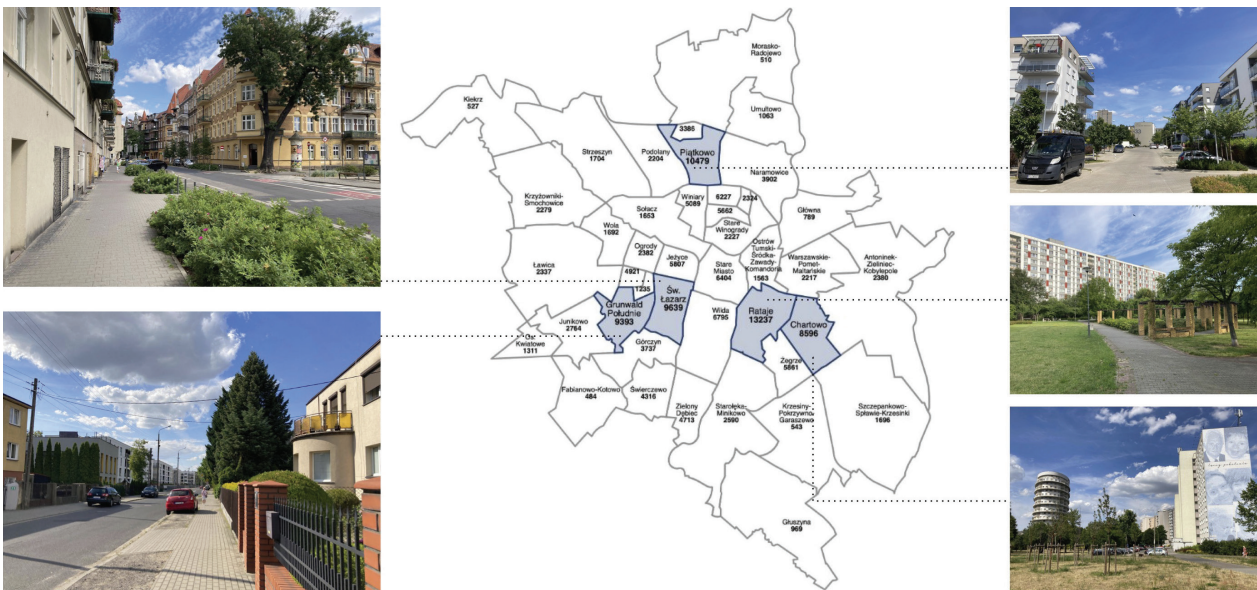 Morasko-
Radojewo
510
Kiekrz
527
Umultowo
1063
3386
Strzeszyn
1704
Podolany
2204
Piątkowo
10479
Naramowice
3902
Krzyżowniki-
Smochowice
2279
Winiary
5089
6227
2324
5662
Sołacz
1653
Stare
Winogrady
2227
Główna
789
Wola
1692
Ogrody
2382
Jeżyce
5807
Stare
Miasto
6404
Ostrów
Tumski-
Śródka-
Zawady-
Komandoria
1563
Warszawskie-
Pomet-
Maltańskie
2217
Antoninek-
Zieliniec-
Kobylepole
2380
Ławica
2337
4921
1235
Św.
Łazarz
9639
Grunwald
Południe
9393
Rataje
13237
Chartowo
8596
Wilda
6795
Junikowo
2764
Os.
Kwiatowe
1311
Górczyn
3737
Żegrze
5861
Fabianowo-Kotowo
484
Świerczewo
4316
Zielony
Dębiec
4713
Starołęka-
Minikowo
2590
Krzesiny-
Pokrzywno-
Garaszewo
543
Szczepankowo-
Spławie-Krzesinki
1696
Głuszyna
969